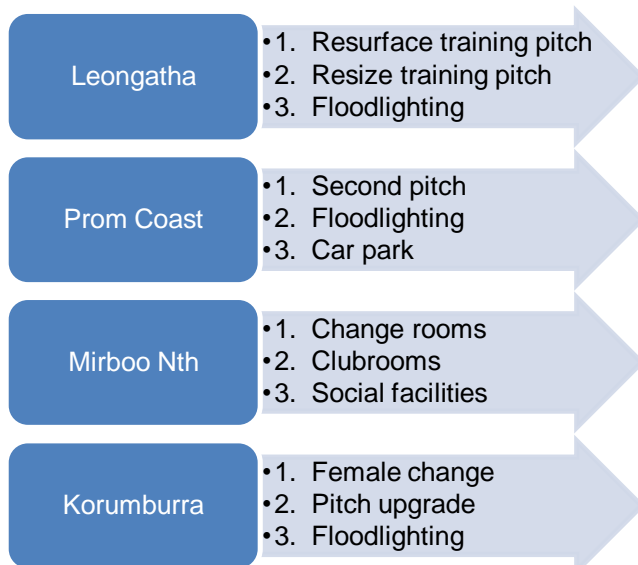 Leongatha
•1. Resurface training pitch
•2. Resize training pitch
•3. Floodlighting
Prom Coast
•1. Second pitch
•2. Floodlighting
•3. Car park
Mirboo Nth
•1. Change rooms
•2. Clubrooms
•3. Social facilities
Korumburra
•1. Female change
•2. Pitch upgrade
•3. Floodlighting